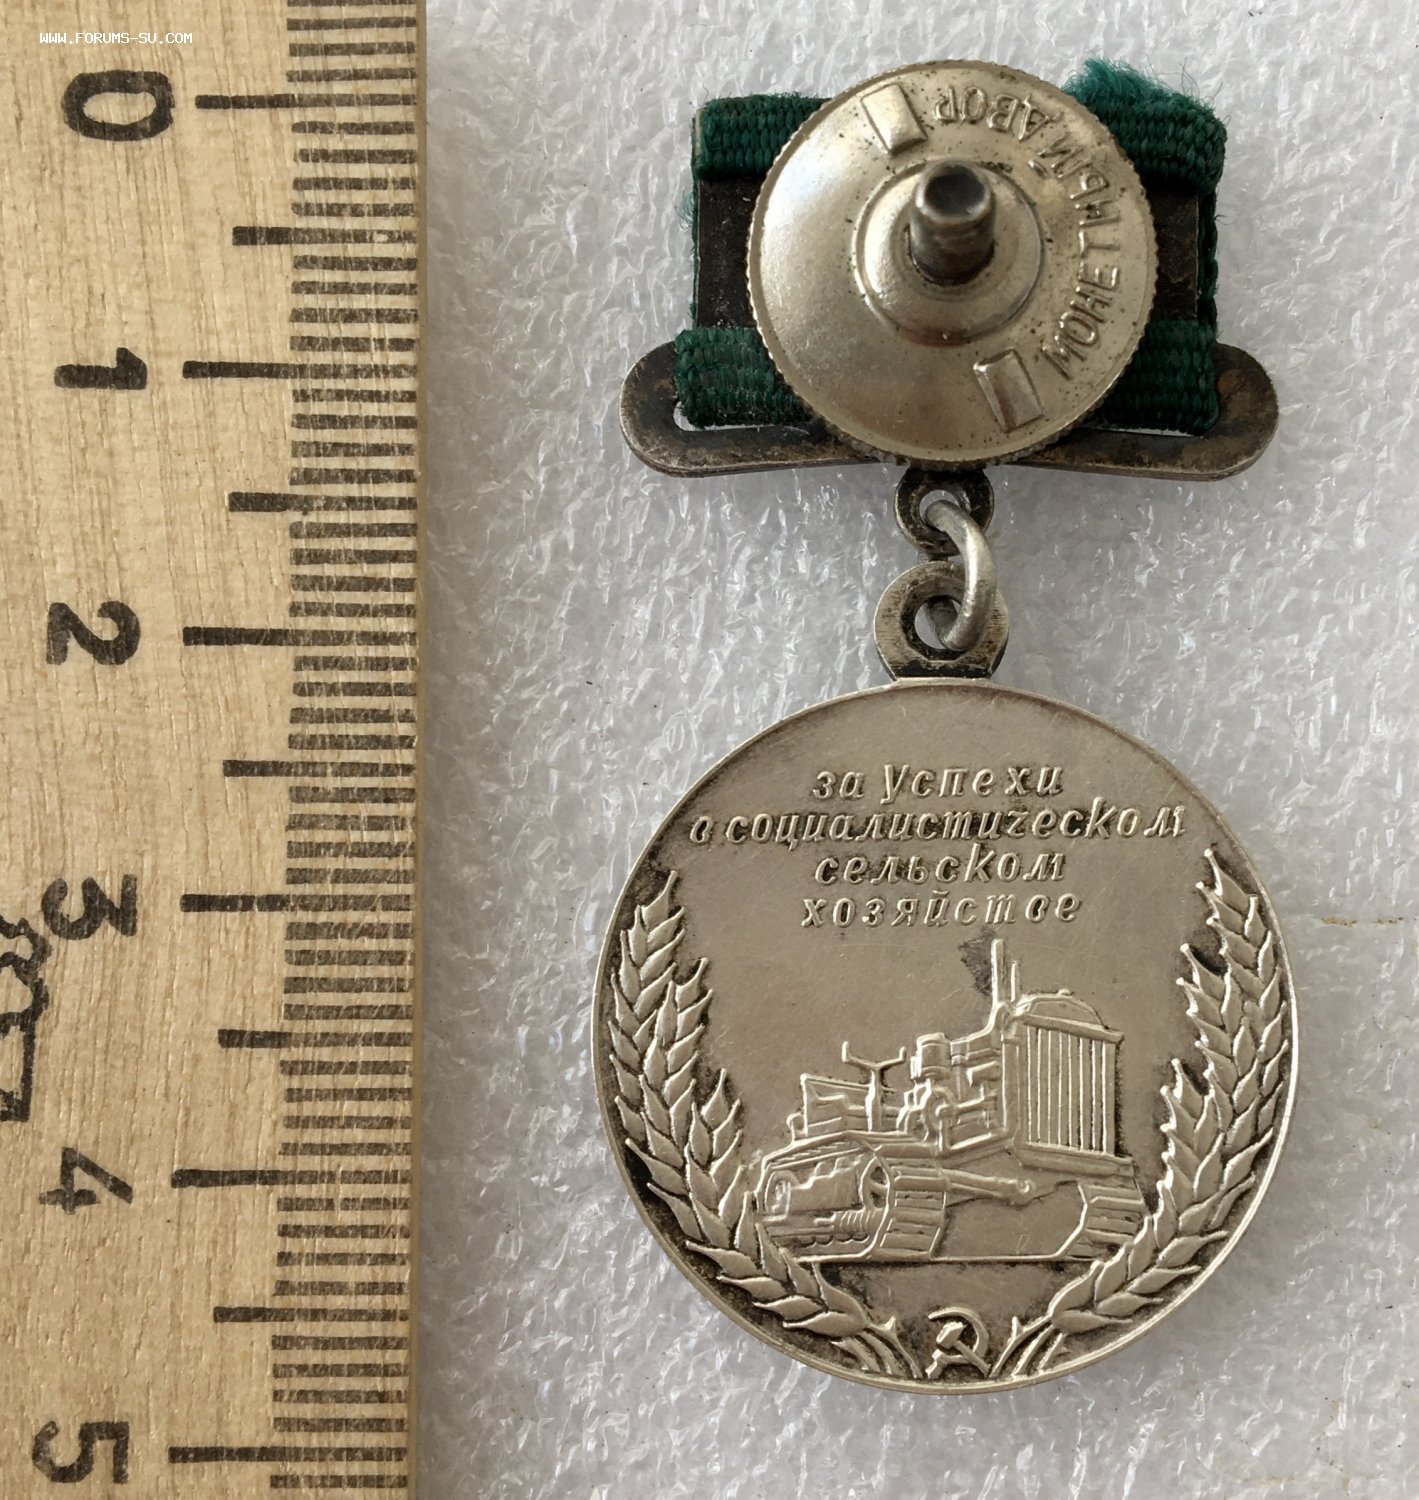 WWW.FORUMS-SU.COM
0
1
2
3
4
5
МОНЕТНЫЙ ДВОР
за Успехи
в социалистическом
сельском
хозяйстве